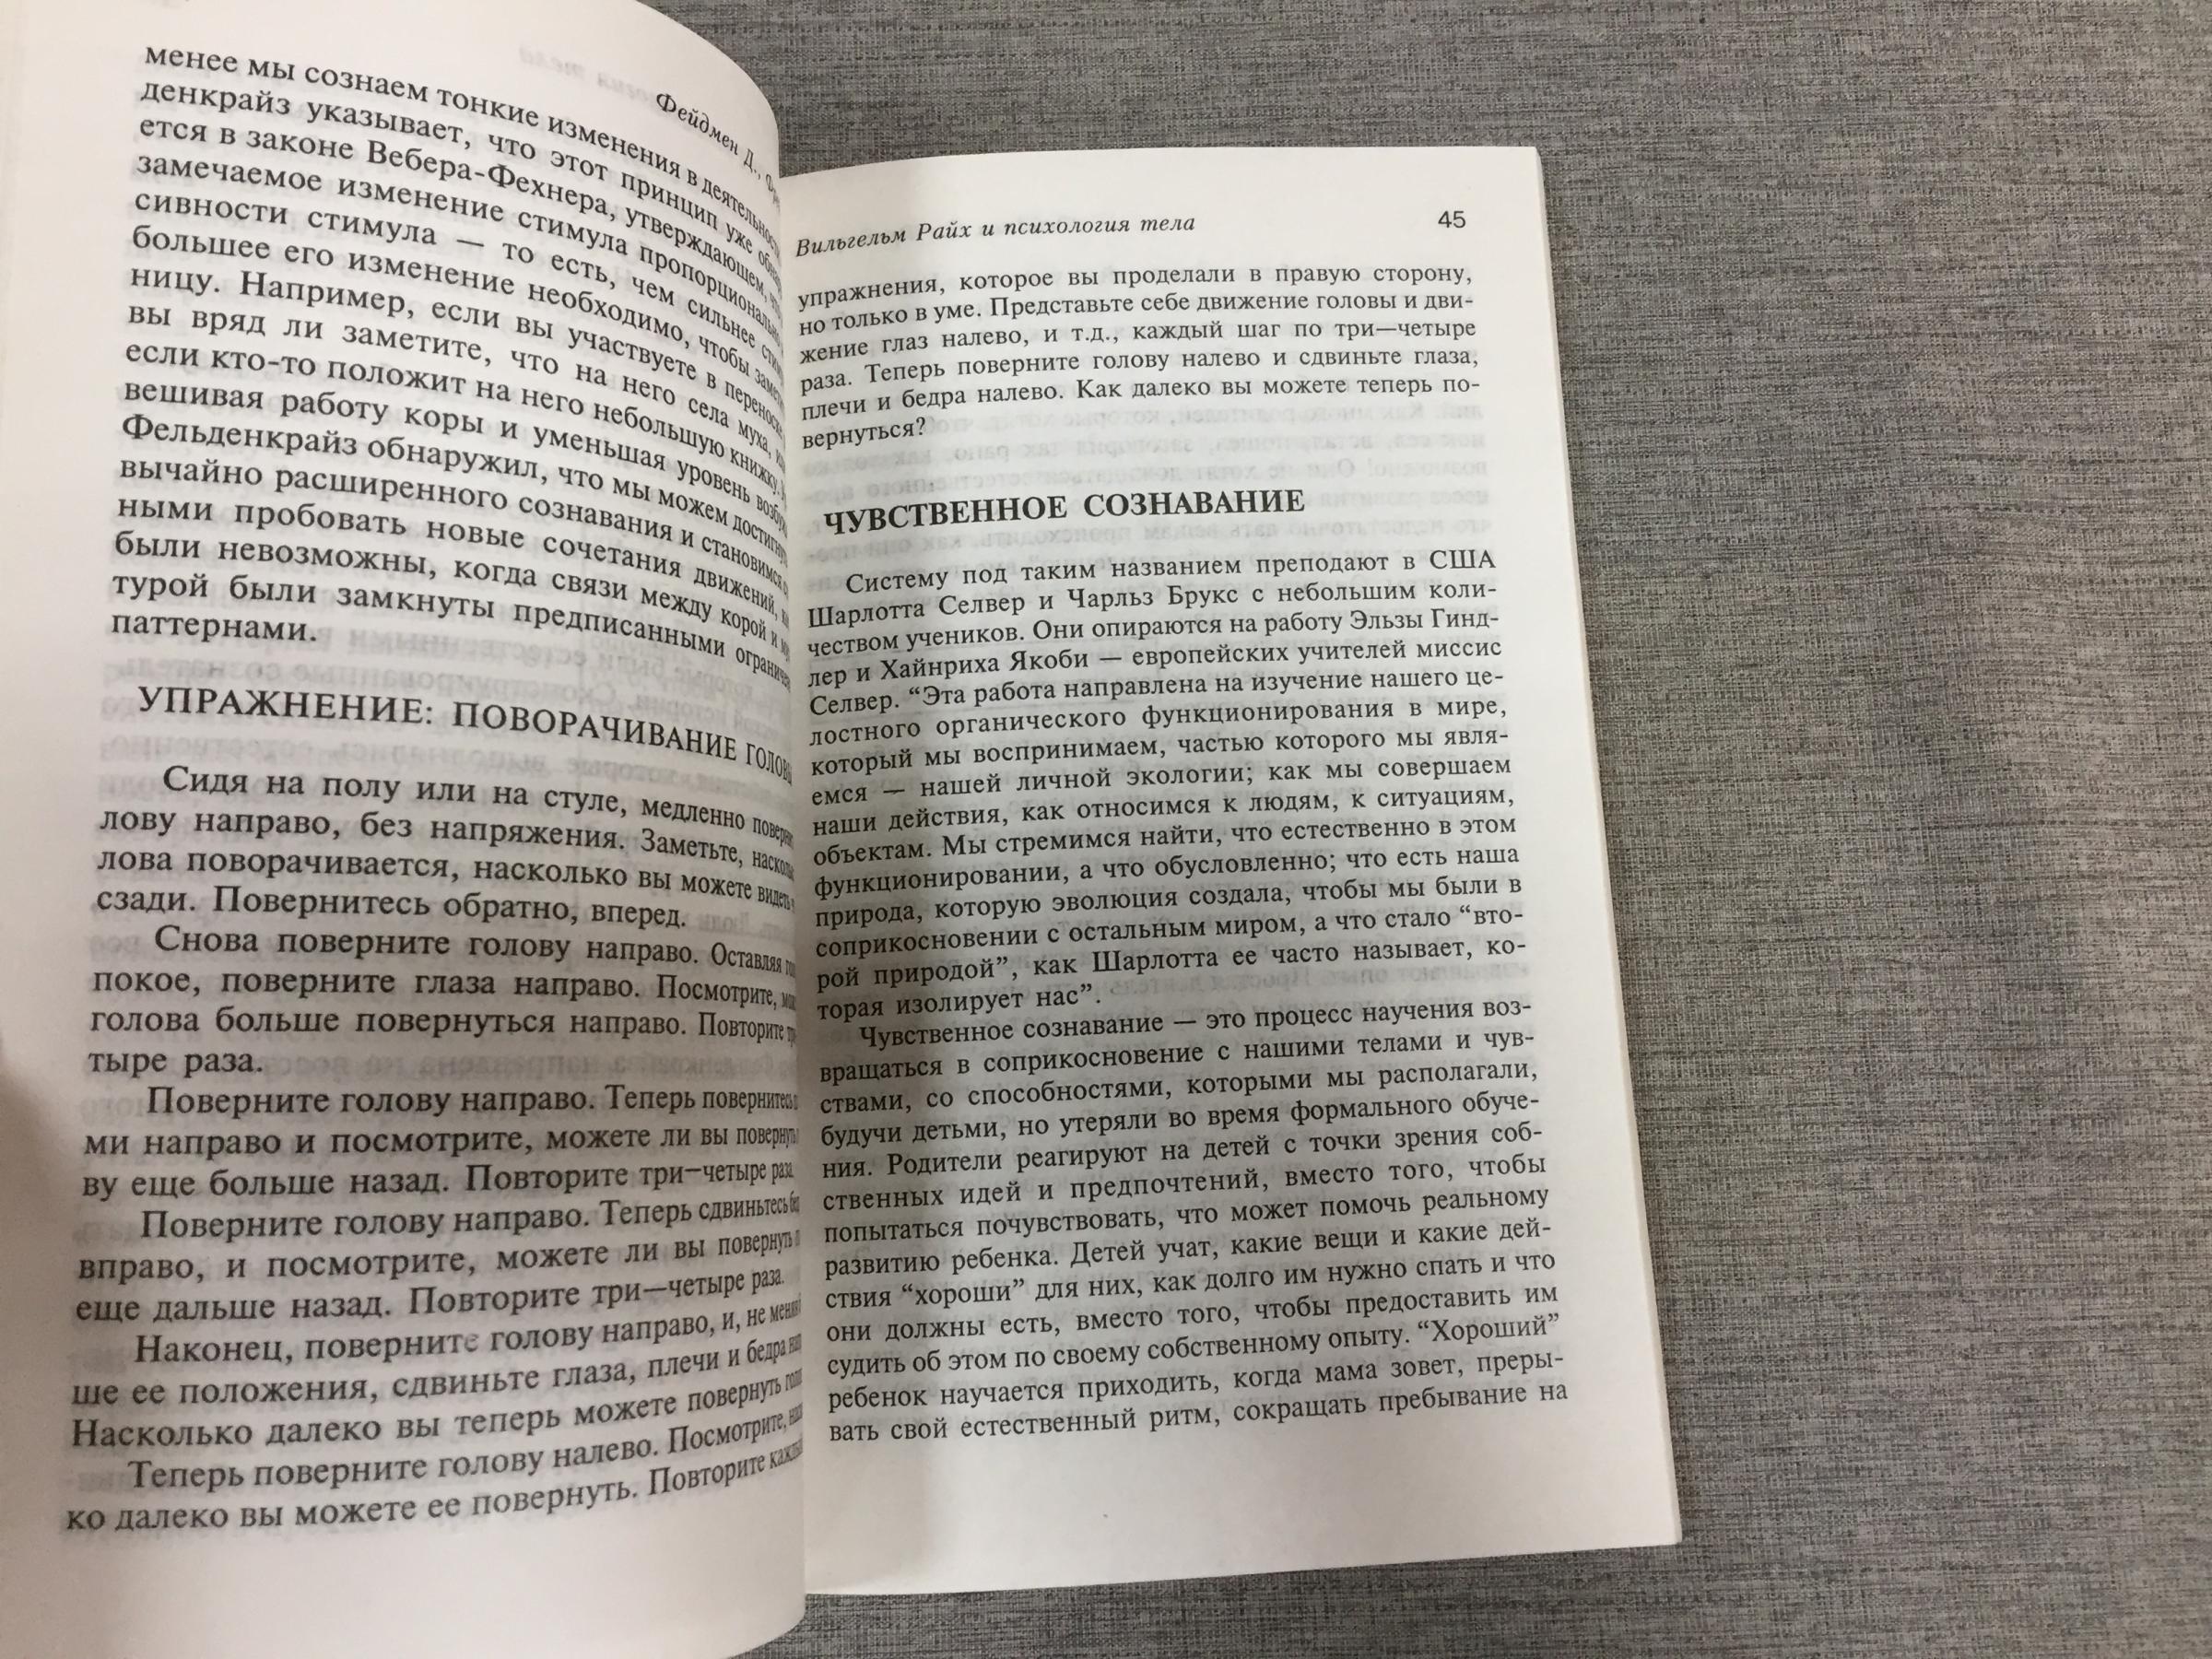 Фейдмен Д.,
менее мы сознаем тонкие изменения в деятельности
денкрайз указывает, что этот принцип уже
ется в законе Вебера-Фехнера, утверждающем, что
замечаемое изменение стимула пропорционально
сивности стимула — то есть, чем сильнее
большее его изменение необходимо, чтобы
ницу. Например, если вы участвуете в переноске
вы вряд ли заметите, что на него села муха,
если кто-то положит на него небольшую книжку.
вешивая работу коры и уменьшая уровень
Фельденкрайз обнаружил, что мы можем
вычайно расширенного сознавания и становимся
ными пробовать новые сочетания движений,
были невозможны, когда связи между корой и
турой были замкнуты предписанными
паттернами.
УПРАЖНЕНИЕ: ПОВОРАЧИВАНИЕ
Сидя на полу или на стуле, медленно
лову направо, без напряжения. Заметьте,
лова поворачивается, насколько вы можете видеть
сзади. Повернитесь обратно, вперед.
Снова поверните голову направо. Оставляя
покое, поверните глаза направо. Посмотрите,
голова больше повернуться направо. Повторите
тыре раза.
Поверните голову направо. Теперь повернитесь
ми направо и посмотрите, можете ли вы
ву еще больше назад. Повторите три—четыре раза.
Поверните голову направо. Теперь сдвиньтесь
вправо, и посмотрите, можете ли вы повернуть
еще дальше назад. Повторите три—четыре раза.
Наконец, поверните голову направо, и, не
ше ее положения, сдвиньте глаза, плечи и бедра
Насколько далеко вы теперь можете повернуть
Теперь поверните голову налево. Посмотрите,
ко далеко вы можете ее повернуть. Повторите
Вильгельм Райх и психология тела 45
упражнения, которое вы проделали в правую сторону,
но только в уме. Представьте себе движение головы и дви-
жение глаз налево, и т.д., каждый шаг по три—четыре
раза. Теперь поверните голову налево и сдвиньте глаза,
плечи и бедра налево. Как далеко вы можете теперь по-
вернуться?
ЧУВСТВЕННОЕ СОЗНАВАНИЕ
Систему под таким названием преподают в США
Шарлотта Селвер и Чарльз Брукс с небольшим коли-
чеством учеников. Они опираются на работу Эльзы Гинд-
лер и Хайнриха Якоби — европейских учителей миссис
Селвер. “Эта работа направлена на изучение нашего це-
лостного органического функционирования в мире,
который мы воспринимаем, частью которого мы явля-
емся — нашей личной экологии; как мы совершаем
наши действия, как относимся к людям, к ситуациям,
объектам. Мы стремимся найти, что естественно в этом
функционировании, а что обусловленно; что есть наша
природа, которую эволюция создала, чтобы мы были в
соприкосновении с остальным миром, а что стало “вто-
рой природой”, как Шарлотта ее часто называет, ко-
торая изолирует нас”.
Чувственное сознавание — это процесс научения воз-
вращаться в соприкосновение с нашими телами и чув-
ствами, со способностями, которыми мы располагали,
будучи детьми, но утеряли во время формального обуче-
ния. Родители реагируют на детей с точки зрения соб-
ственных идей и предпочтений, вместо того, чтобы
попытаться почувствовать, что может помочь реальному
развитию ребенка. Детей учат, какие вещи и какие дей-
ствия “хороши” для них, как долго им нужно спать и что
они должны есть, вместо того, чтобы предоставить им
судить об этом по своему собственному опыту. “Хороший”
ребенок научается приходить, когда мама зовет, преры-
вать свой естественный ритм, сокращать пребывание на